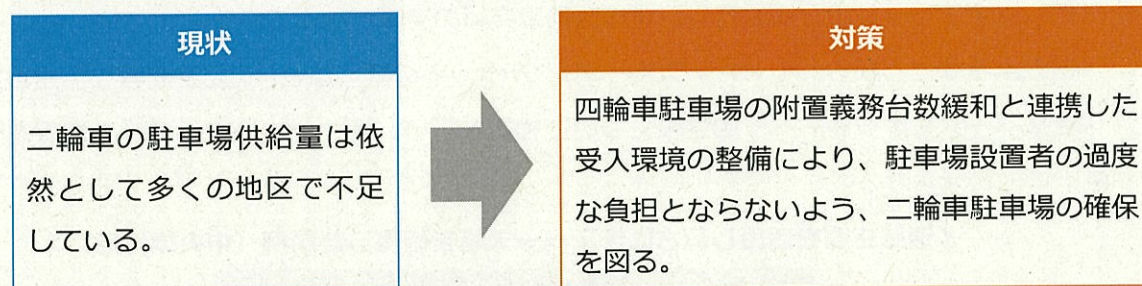 現状
二輪車の駐車場供給量は依
然として多くの地区で不足
している。
対策
四輪車駐車場の附置義務台数緩和と連携した
受入環境の整備により、駐車場設置者の過度
な負担とならないよう、二輪車駐車場の確保
を図る。